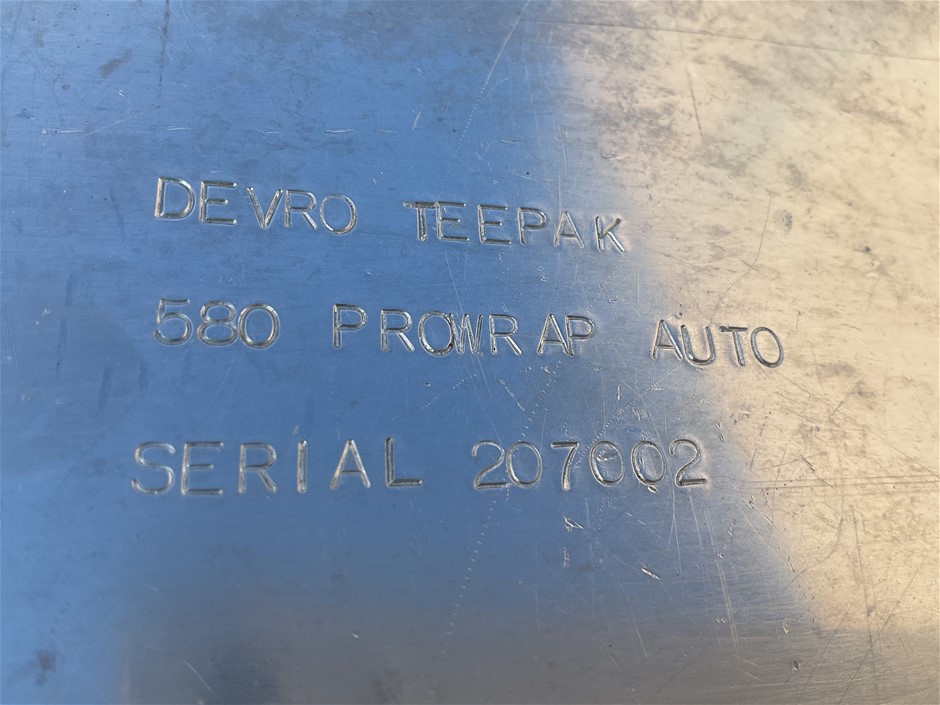 DEVRO TEEPAK
580 PROWRAP AUTO
SERIAL 207002